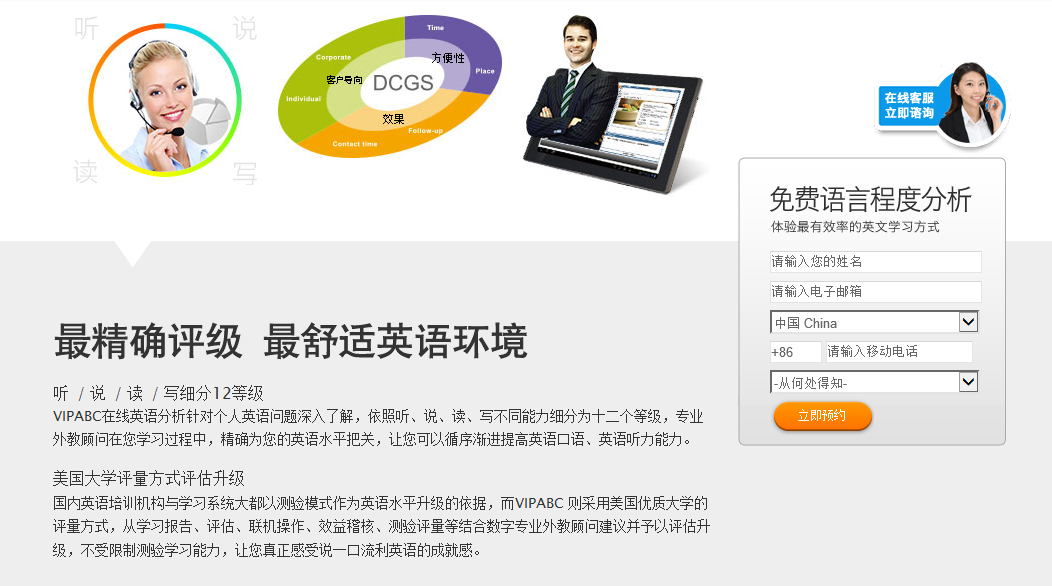 听
说
读
写
Time
Corporate
方便性
Place
客户导向
DCGS
Individual
效果
Follow-up
Contact time
在线客服
立即谘询
免费语言程度分析
体验最有效率的英文学习方式
请输入您的姓名
请输入电子邮箱
中国 China
+86 请输入移动电话
-从何处得知-
立即预约
最精确评级 最舒适英语环境
听 / 说 / 读 / 写细分12等级
VIPABC在线英语分析针对个人英语问题深入了解，依照听、说、读、写不同能力细分为十二个等级，专业
外教顾问在您学习过程中，精确为您的英语水平把关，让您可以循序渐进提高英语口语、英语听力能力。
美国大学评量方式评估升级
国内英语培训机构与学习系统大都以测验模式作为英语水平升级的依据，而VIPABC 则采用美国优质大学的
评量方式，从学习报告、评估、联机操作、效益稽核、测验评量等结合数字专业外教顾问建议并予以评估升
级，不受限制测验学习能力，让您真正感受说一口流利英语的成就感。